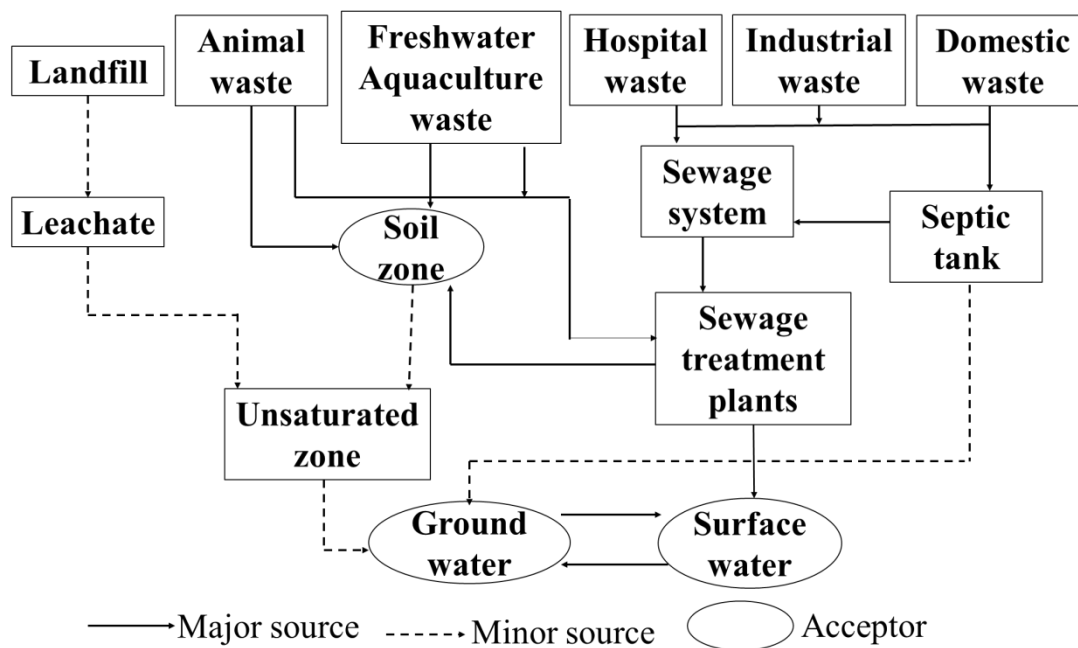 Landfill
Animal
waste
Freshwater
Aquaculture
waste
Hospital
waste
Industrial
waste
Domestic
waste
Leachate
Soil
zone
Sewage
system
Septic
tank
Sewage
treatment
plants
Unsaturated
zone
Ground
water
Surface
water
Major source
Minor source
Acceptor